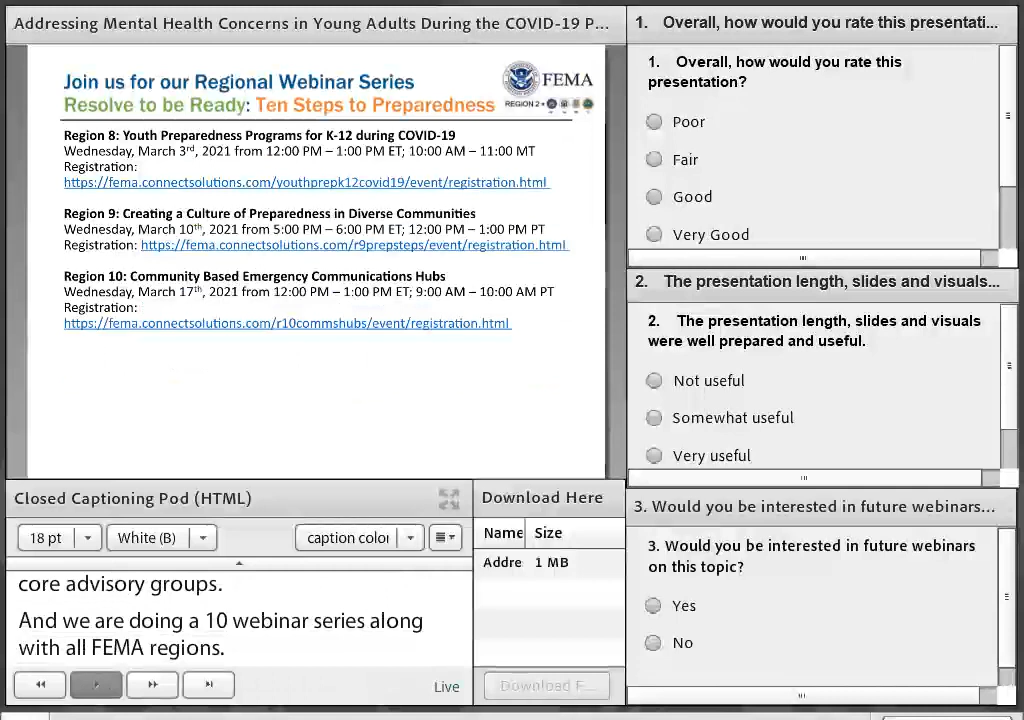 Addressing Mental Health Concerns in Young Adults During the COVID-19 P...
Join us for our Regional Webinar Series
Resolve to be Ready: Ten Steps to Preparedness
FEMA
REGION 2
Region 8: Youth Preparedness Programs for K-12 during COVID-19
Wednesday, March 3rd, 2021 from 12:00 PM – 1:00 PM ET; 10:00 AM – 11:00 MT
Registration:
https://fema.connectsolutions.com/youthprepk12covid19/event/registration.html
Region 9: Creating a Culture of Preparedness in Diverse Communities
Wednesday, March 10th, 2021 from 5:00 PM – 6:00 PM ET; 12:00 PM – 1:00 PM PT
Registration: https://fema.connectsolutions.com/r9prepsteps/event/registration.html
Region 10: Community Based Emergency Communications Hubs
Wednesday, March 17th, 2021 from 12:00 PM – 1:00 PM ET; 9:00 AM – 10:00 AM PT
Registration:
https://fema.connectsolutions.com/r10commshubs/event/registration.html
Closed Captioning Pod (HTML)
18 pt
White (B)
caption color
core advisory groups.
And we are doing a 10 webinar series along
with all FEMA regions.
Live
Download Here
Name Size
Addre 1 MB
Download F...
1. Overall, how would you rate this presentati...
1. Overall, how would you rate this
presentation?
Poor
Fair
Good
Very Good
2. The presentation length, slides and visuals...
2. The presentation length, slides and visuals
were well prepared and useful.
Not useful
Somewhat useful
Very useful
3. Would you be interested in future webinars...
3. Would you be interested in future webinars
on this topic?
Yes
No